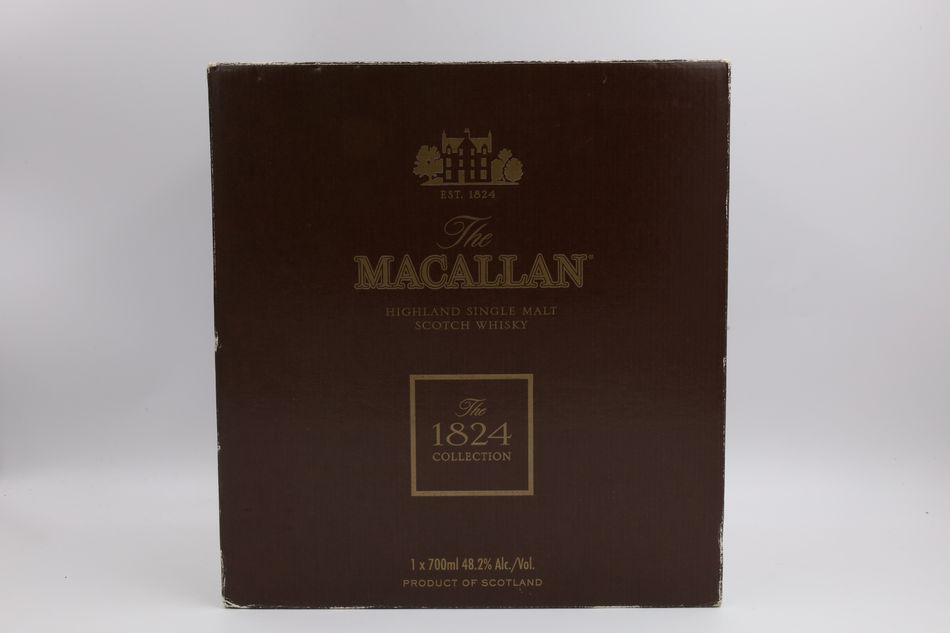 EST. 1824
The
MACALLAN®
HIGHLAND SINGLE MALT
SCOTCH WHISKY
The
1824
COLLECTION
1 x 700ml 48.2% Alc./Vol.
PRODUCT OF SCOTLAND